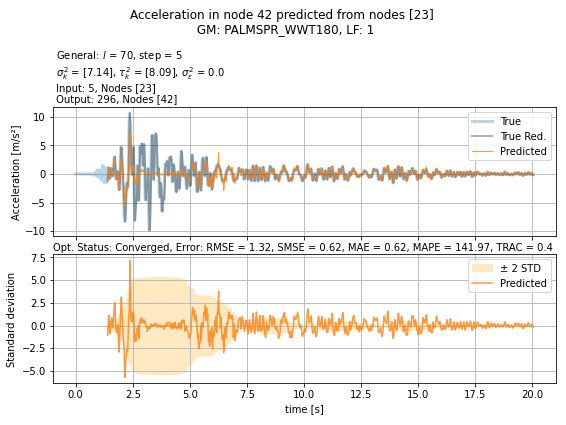 Acceleration in node 42 predicted from nodes [23]
GM: PALMSPR_WWT180, LF: 1
General: l = 70, step = 5
σ²ₖ = [7.14], τ²ₖ = [8.09], σ²ε = 0.0
Input: 5, Nodes [23]
Output: 296, Nodes [42]
Acceleration [m/s²]
10
5
0
−5
−10
True
True Red.
Predicted
Opt. Status: Converged, Error: RMSE = 1.32, SMSE = 0.62, MAE = 0.62, MAPE = 141.97, TRAC = 0.4
Standard deviation
7.5
5.0
2.5
0.0
−2.5
−5.0
± 2 STD
Predicted
0.0 2.5 5.0 7.5 10.0 12.5 15.0 17.5 20.0
time [s]